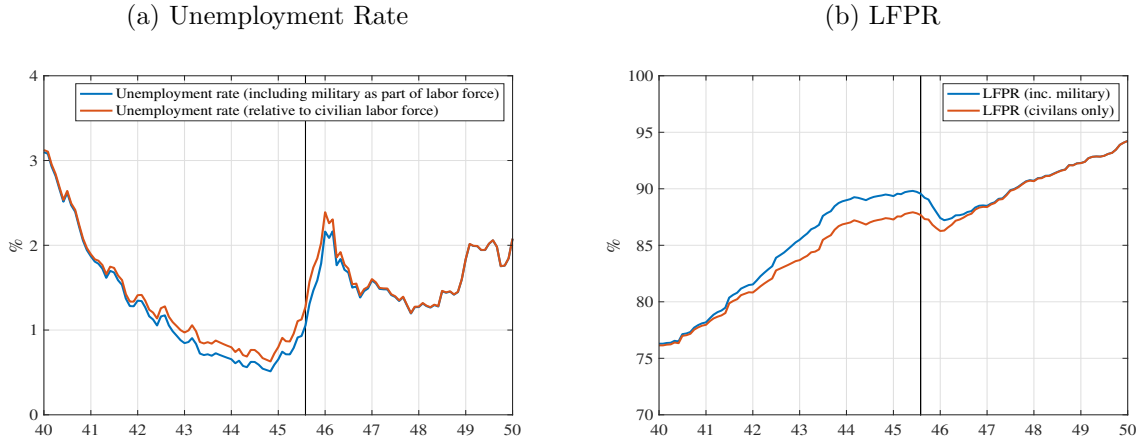 (a) Unemployment Rate
(b) LFPR
4
3
2
1
0
%
Unemployment rate (including military as part of labor force)
Unemployment rate (relative to civilian labor force)
40 41 42 43 44 45 46 47 48 49 50
100
95
90
85
80
75
70
%
LFPR (inc. military)
LFPR (civilans only)
40 41 42 43 44 45 46 47 48 49 50